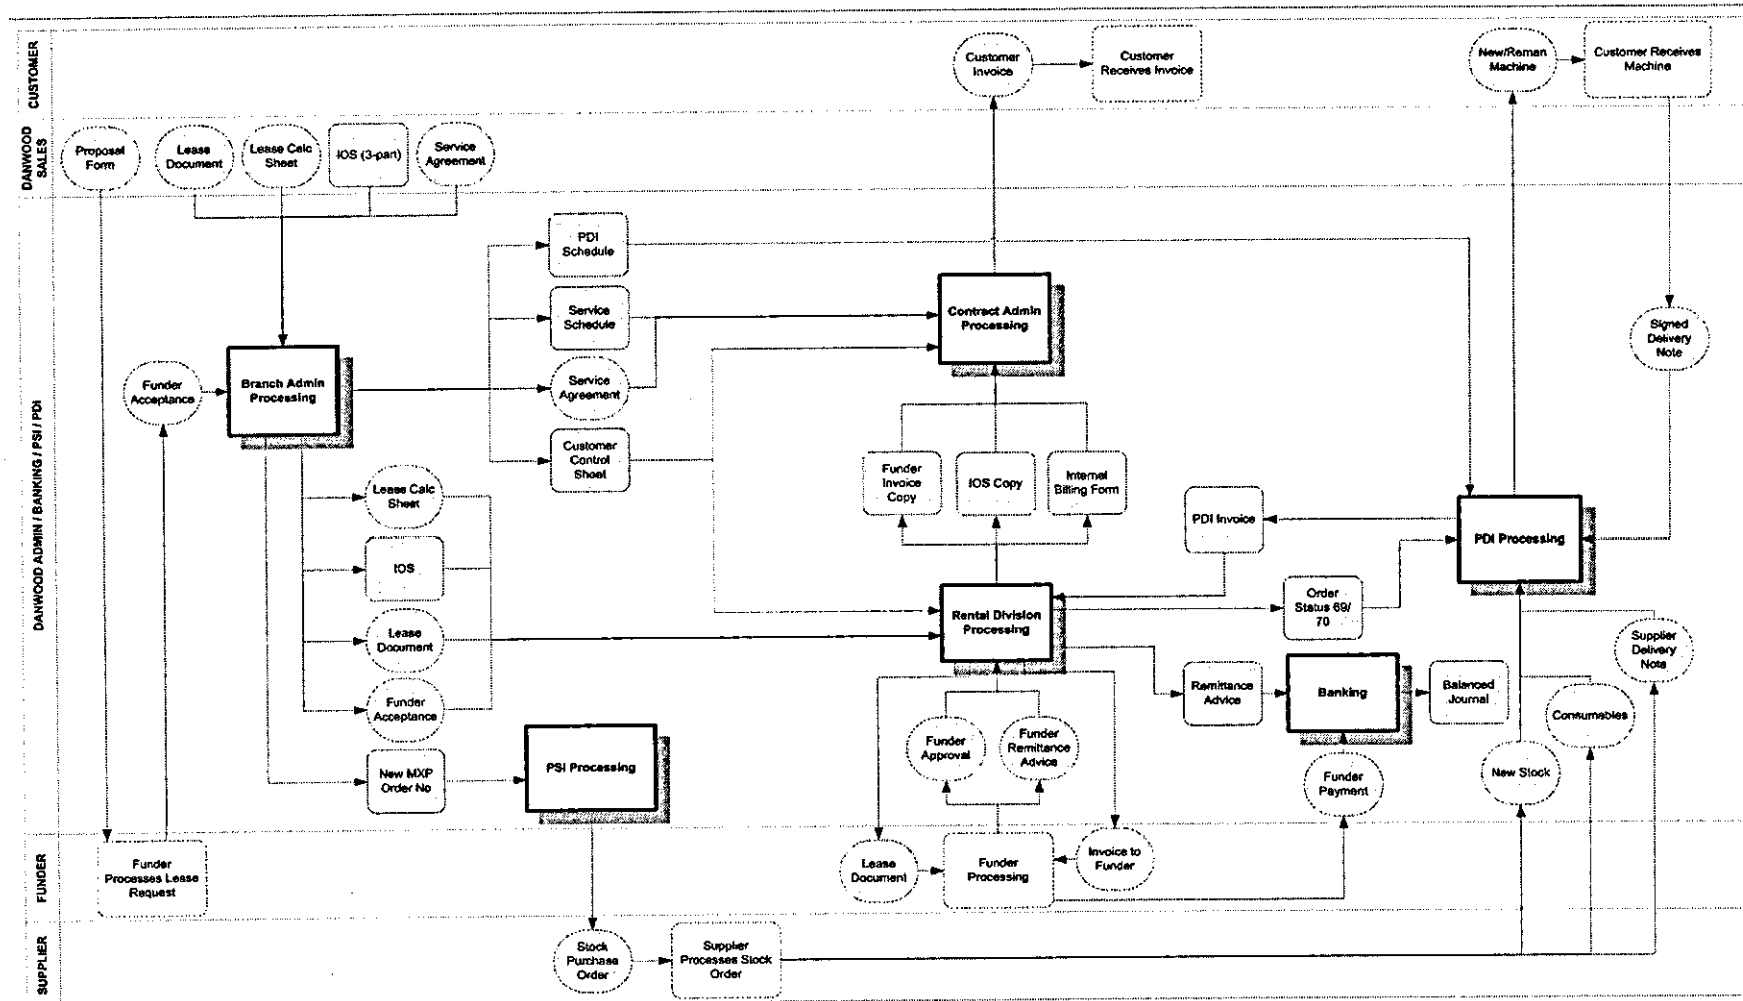 CUSTOMER
Customer
Invoice
Customer
Receives Invoice
New/Reman
Machine
Customer Receives
Machine
DANWOOD
SALES
Proposal
Form
Lease
Document
Lease Calc
Sheet
IOS (3-part)
Service
Agreement
DANWOOD ADMIN / BANKING / PSI / PDI
PDI
Schedule
Service
Schedule
Service
Agreement
Customer
Control
Sheet
Funder
Acceptance
Branch Admin
Processing
Contract Admin
Processing
Signed
Delivery
Note
Lease Calc
Sheet
IOS
Lease
Document
Funder
Acceptance
New MXP
Order No
PSI Processing
Funder
Invoice
Copy
IOS Copy
Internal
Billing Form
PDI Invoice
PDI Processing
Rental Division
Processing
Order
Status 69/
70
Supplier
Delivery
Note
Remittance
Advice
Banking
Balanced
Journal
Consumables
Funder
Approval
Funder
Remittance
Advice
Funder
Payment
New Stock
FUNDER
Funder
Processes Lease
Request
Lease
Document
Funder
Processing
Invoice to
Funder
SUPPLIER
Stock
Purchase
Order
Supplier
Processes Stock
Order